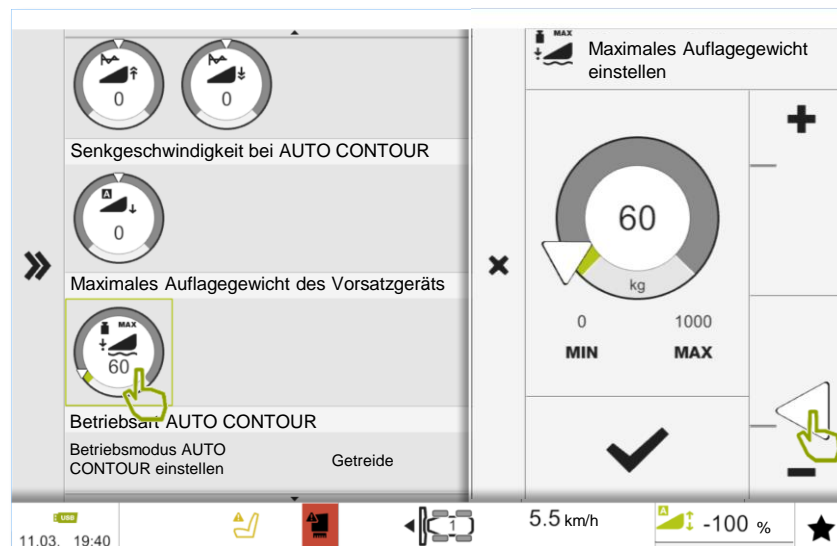 0
0
Senkgeschwindigkeit bei AUTO CONTOUR
A
0
Maximales Auflagegewicht des Vorsatzgeräts
MAX
60
Betriebsart AUTO CONTOUR
Betriebsmodus AUTO
CONTOUR einstellen
Getreide
MAX
Maximales Auflagegewicht
einstellen
60
kg
0
1000
MIN
MAX
USB
11.03. 19:40
1
5.5 km/h
A
-100 %